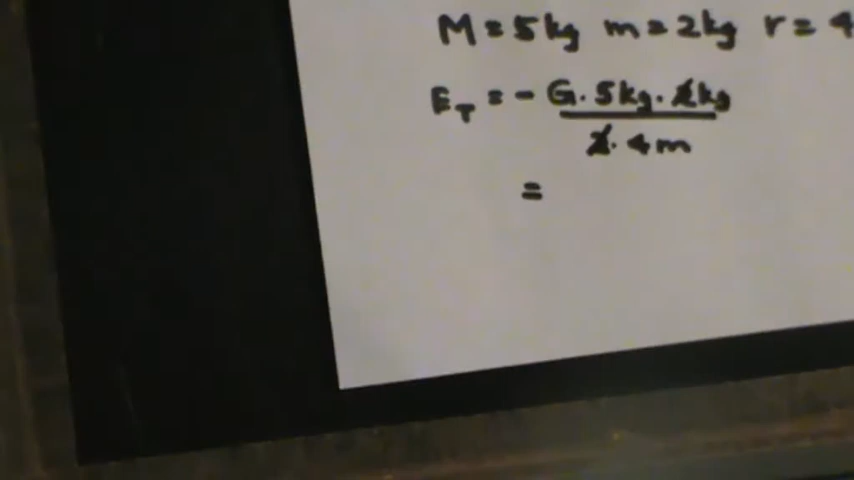 M = 5kg m = 2kg r = 4
E_T = - G. 5kg. 2kg
2. 4m
=